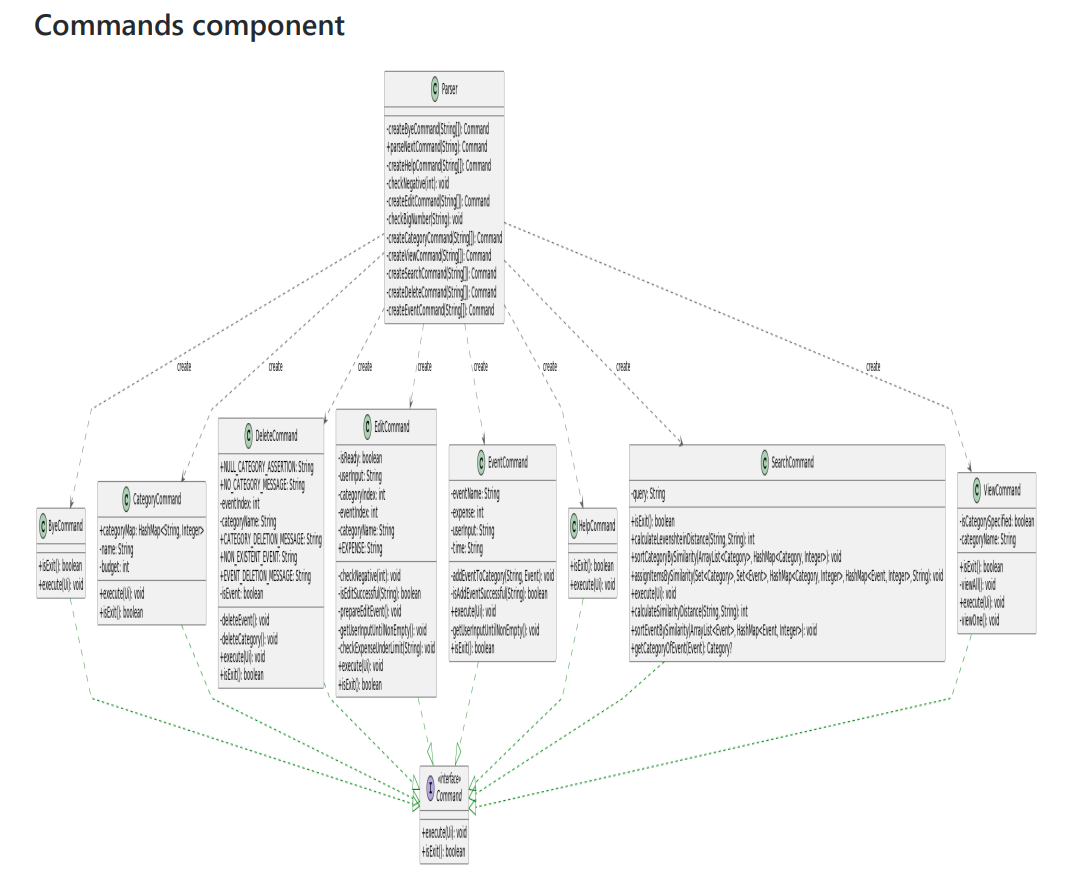 Commands component
C Parser
-createByeCommand(String[]): Command
+parseNextCommand(String): Command
-createHelpCommand(String[]): Command
-checkNegative(int): void
-createEditCommand(String[]): Command
-checkBigNumber(String): void
-createCategoryCommand(String[]): Command
-createViewCommand(String[]): Command
-createSearchCommand(String[]): Command
-createDeleteCommand(String[]): Command
-createEventCommand(String[]): Command
create create create create create create create create
C ByeCommand
+isExit(): boolean
+execute(Ui): void
C CategoryCommand
+categoryMap: HashMap<String, Integer>
-name: String
-budget: int
+execute(Ui): void
+isExit(): boolean
C DeleteCommand
+NULL_CATEGORY_ASSERTION: String
+NO_CATEGORY_MESSAGE: String
-eventIndex: int
-categoryName: String
+CATEGORY_DELETION_MESSAGE: String
+NON_EXISTENT_EVENT: String
+EVENT_DELETION_MESSAGE: String
-isEvent: boolean
-deleteEvent(): void
-deleteCategory(): void
+execute(Ui): void
+isExit(): boolean
C EditCommand
-isReady: boolean
-userInput: String
-categoryIndex: int
-eventIndex: int
-categoryName: String
+EXPENSE: String
-checkNegative(int): void
-isEditSuccessful(String): boolean
-prepareEditEvent(): void
-getUserInputUntilNonEmpty(): void
-checkExpenseUnderLimit(String): void
+execute(Ui): void
+isExit(): boolean
C EventCommand
-eventName: String
-expense: int
-userInput: String
-time: String
-addEventToCategory(String, Event): void
-isAddEventSuccessful(String): boolean
+execute(Ui): void
-getUserInputUntilNonEmpty(): void
+isExit(): boolean
C HelpCommand
+isExit(): boolean
+execute(Ui): void
C SearchCommand
-query: String
+isExit(): boolean
+calculateLevenshteinDistance(String, String): int
+sortCategoryBySimilarity(ArrayList<Category>, HashMap<Category, Integer>): void
+assignItemsBySimilarity(Set<Category>, Set<Event>, HashMap<Category, Integer>, HashMap<Event, Integer>, String): void
+execute(Ui): void
+calculateSimilarityDistance(String, String): int
+sortEventBySimilarity(ArrayList<Event>, HashMap<Event, Integer>): void
+getCategoryOfEvent(Event): Category?
C ViewCommand
-isCategorySpecified: boolean
-categoryName: String
+isExit(): boolean
-viewAll(): void
+execute(Ui): void
-viewOne(): void
«interface»
I Command
+execute(Ui): void
+isExit(): boolean